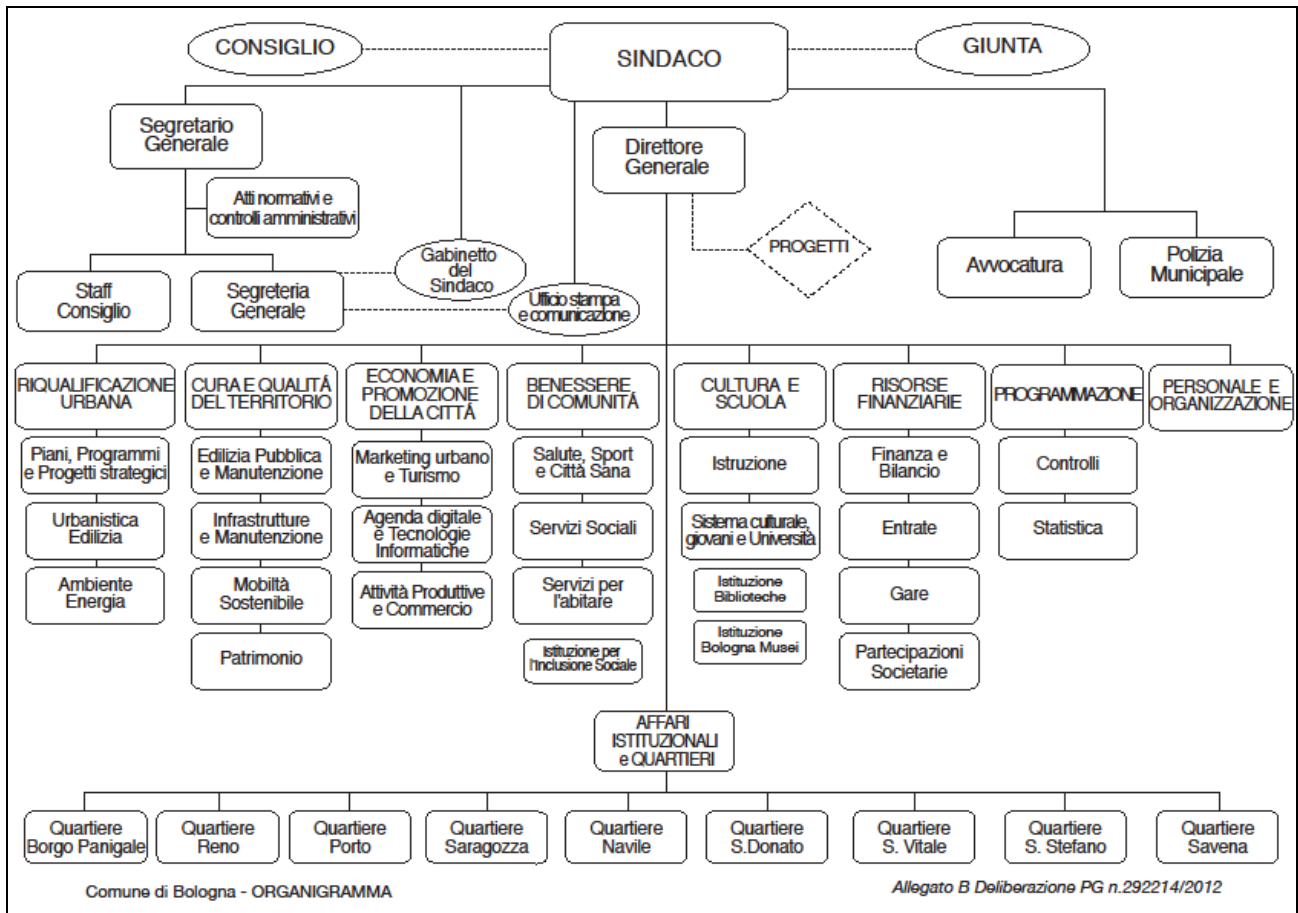 CONSIGLIO
SINDACO
GIUNTA
Segretario
Generale
Direttore
Generale
Atti normativi e
controlli amministrativi
PROGETTI
Avvocatura
Polizia
Municipale
Gabinetto
del
Sindaco
Staff
Consiglio
Segreteria
Generale
Ufficio stampa
e comunicazione
RIQUALIFICAZIONE
URBANA
CURA E QUALITÁ
DEL TERRITORIO
ECONOMIA E
PROMOZIONE
DELLA CITTÁ
BENESSERE
DI COMUNITÁ
CULTURA E
SCUOLA
RISORSE
FINANZIARIE
PROGRAMMAZIONE
PERSONALE E
ORGANIZZAZIONE
Piani, Programmi
e Progetti strategici
Urbanistica
Edilizia
Ambiente
Energia
Edilizia Pubblica
e Manutenzione
Infrastrutture
e Manutenzione
Mobiltà
Sostenibile
Patrimonio
Marketing urbano
e Turismo
Agenda digitale
e Tecnologie
Informatiche
Attività Produttive
e Commercio
Salute, Sport
e Città Sana
Servizi Sociali
Servizi per
l'abitare
Istituzione per
l'Inclusione Sociale
Istruzione
Sistema culturale,
giovani e Università
Istituzione
Biblioteche
Istituzione
Bologna Musei
Finanza e
Bilancio
Entrate
Gare
Partecipazioni
Societarie
Controlli
Statistica
AFFARI
ISTITUZIONALI
e QUARTIERI
Quartiere
Borgo Panigale
Quartiere
Reno
Quartiere
Porto
Quartiere
Saragozza
Quartiere
Navile
Quartiere
S.Donato
Quartiere
S. Vitale
Quartiere
S. Stefano
Quartiere
Savena
Comune di Bologna - ORGANIGRAMMA
Allegato B Deliberazione PG n.292214/2012